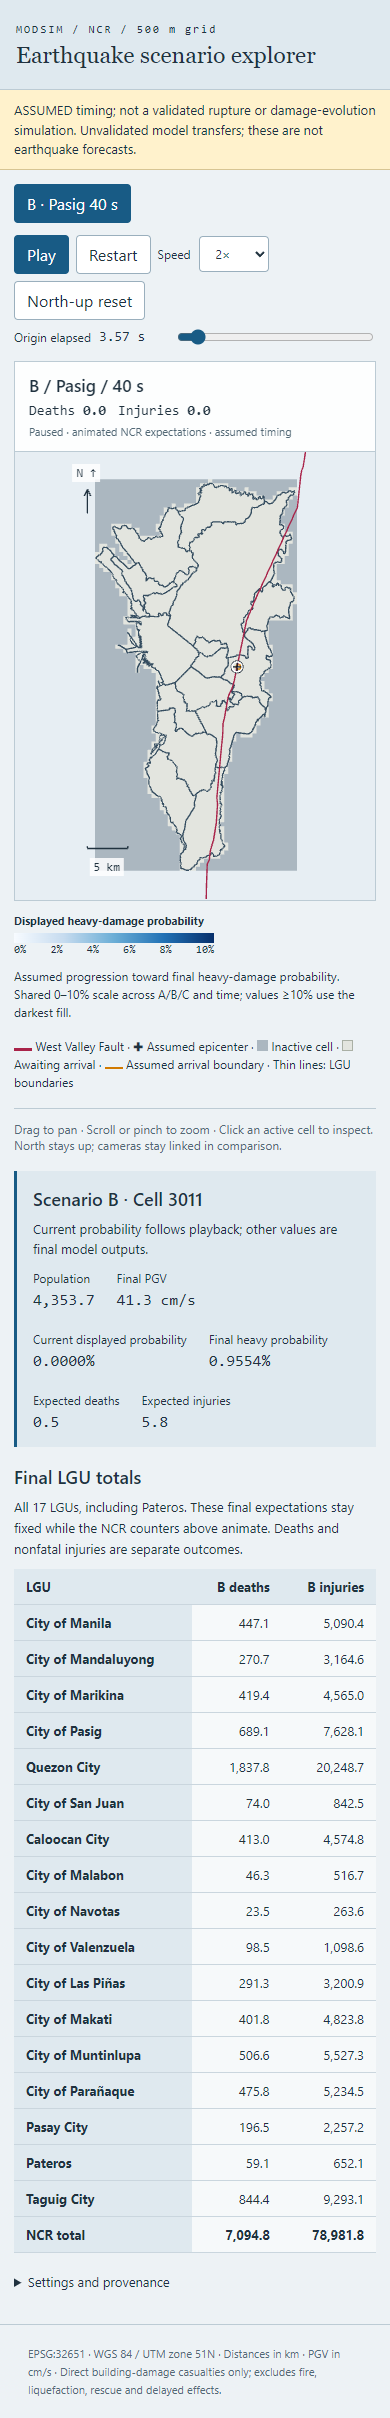 MODSIM / NCR / 500 m grid
Earthquake scenario explorer
ASSUMED timing; not a validated rupture or damage-evolution
simulation. Unvalidated model transfers; these are not
earthquake forecasts.
B · Pasig 40 s
Play
Restart
Speed
2×
North-up reset
Origin elapsed 3.57 s
B / Pasig / 40 s
Deaths 0.0 Injuries 0.0
Paused · animated NCR expectations · assumed timing
N ↑
5 km
Displayed heavy-damage probability
0% 2% 4% 6% 8% 10%
Assumed progression toward final heavy-damage probability.
Shared 0–10% scale across A/B/C and time; values ≥10% use the
darkest fill.
West Valley Fault · Assumed epicenter · Inactive cell ·
Awaiting arrival · Assumed arrival boundary · Thin lines: LGU
boundaries
Drag to pan · Scroll or pinch to zoom · Click an active cell to inspect.
North stays up; cameras stay linked in comparison.
Scenario B · Cell 3011
Current probability follows playback; other values are
final model outputs.
Population Final PGV
4,353.7 41.3 cm/s
Current displayed probability Final heavy probability
0.0000% 0.9554%
Expected deaths Expected injuries
0.5 5.8
Final LGU totals
All 17 LGUs, including Pateros. These final expectations stay
fixed while the NCR counters above animate. Deaths and
nonfatal injuries are separate outcomes.
LGU B deaths B injuries
City of Manila 447.1 5,090.4
City of Mandaluyong 270.7 3,164.6
City of Marikina 419.4 4,565.0
City of Pasig 689.1 7,628.1
Quezon City 1,837.8 20,248.7
City of San Juan 74.0 842.5
Caloocan City 413.0 4,574.8
City of Malabon 46.3 516.7
City of Navotas 23.5 263.6
City of Valenzuela 98.5 1,098.6
City of Las Piñas 291.3 3,200.9
City of Makati 401.8 4,823.8
City of Muntinlupa 506.6 5,527.3
City of Parañaque 475.8 5,234.5
Pasay City 196.5 2,257.2
Pateros 59.1 652.1
Taguig City 844.4 9,293.1
NCR total 7,094.8 78,981.8
Settings and provenance
EPSG:32651 · WGS 84 / UTM zone 51N · Distances in km · PGV in
cm/s · Direct building-damage casualties only; excludes fire,
liquefaction, rescue and delayed effects.